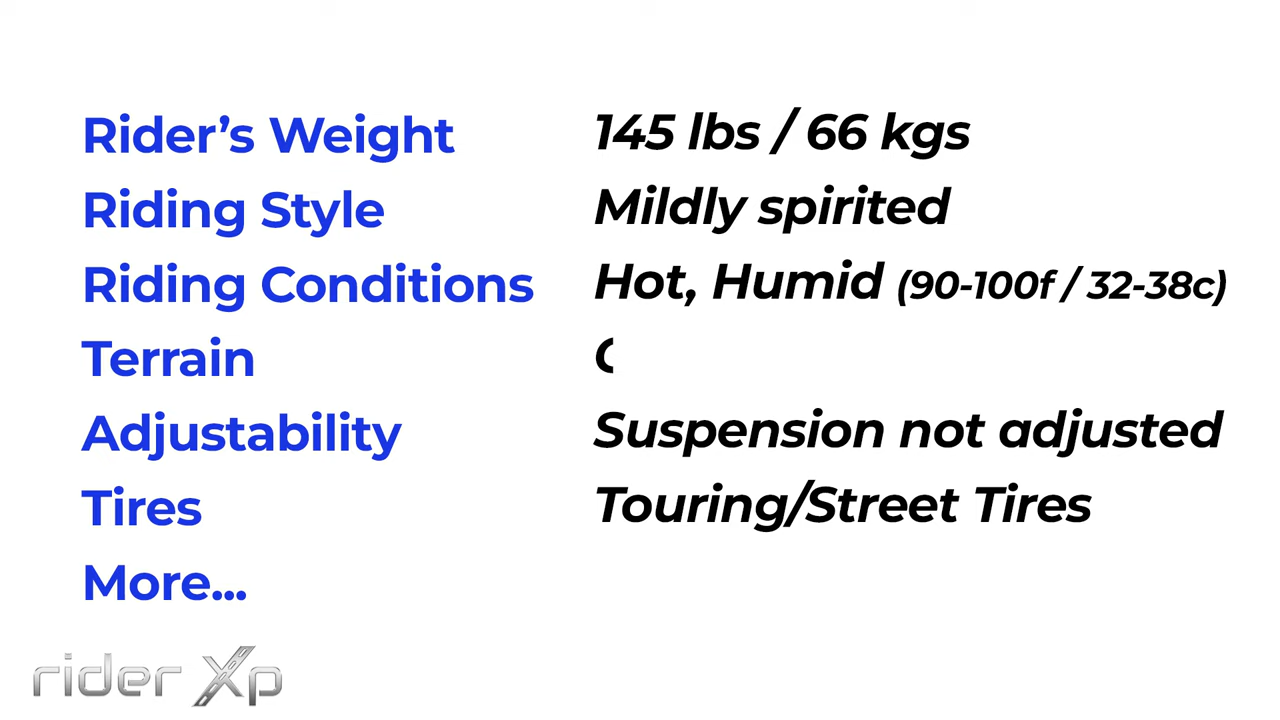 Rider's Weight 145 lbs / 66 kgs
Riding Style Mildly spirited
Riding Conditions Hot, Humid (90-100f / 32-38c)
Terrain
Adjustability Suspension not adjusted
Tires Touring/Street Tires
More...
rider Xp